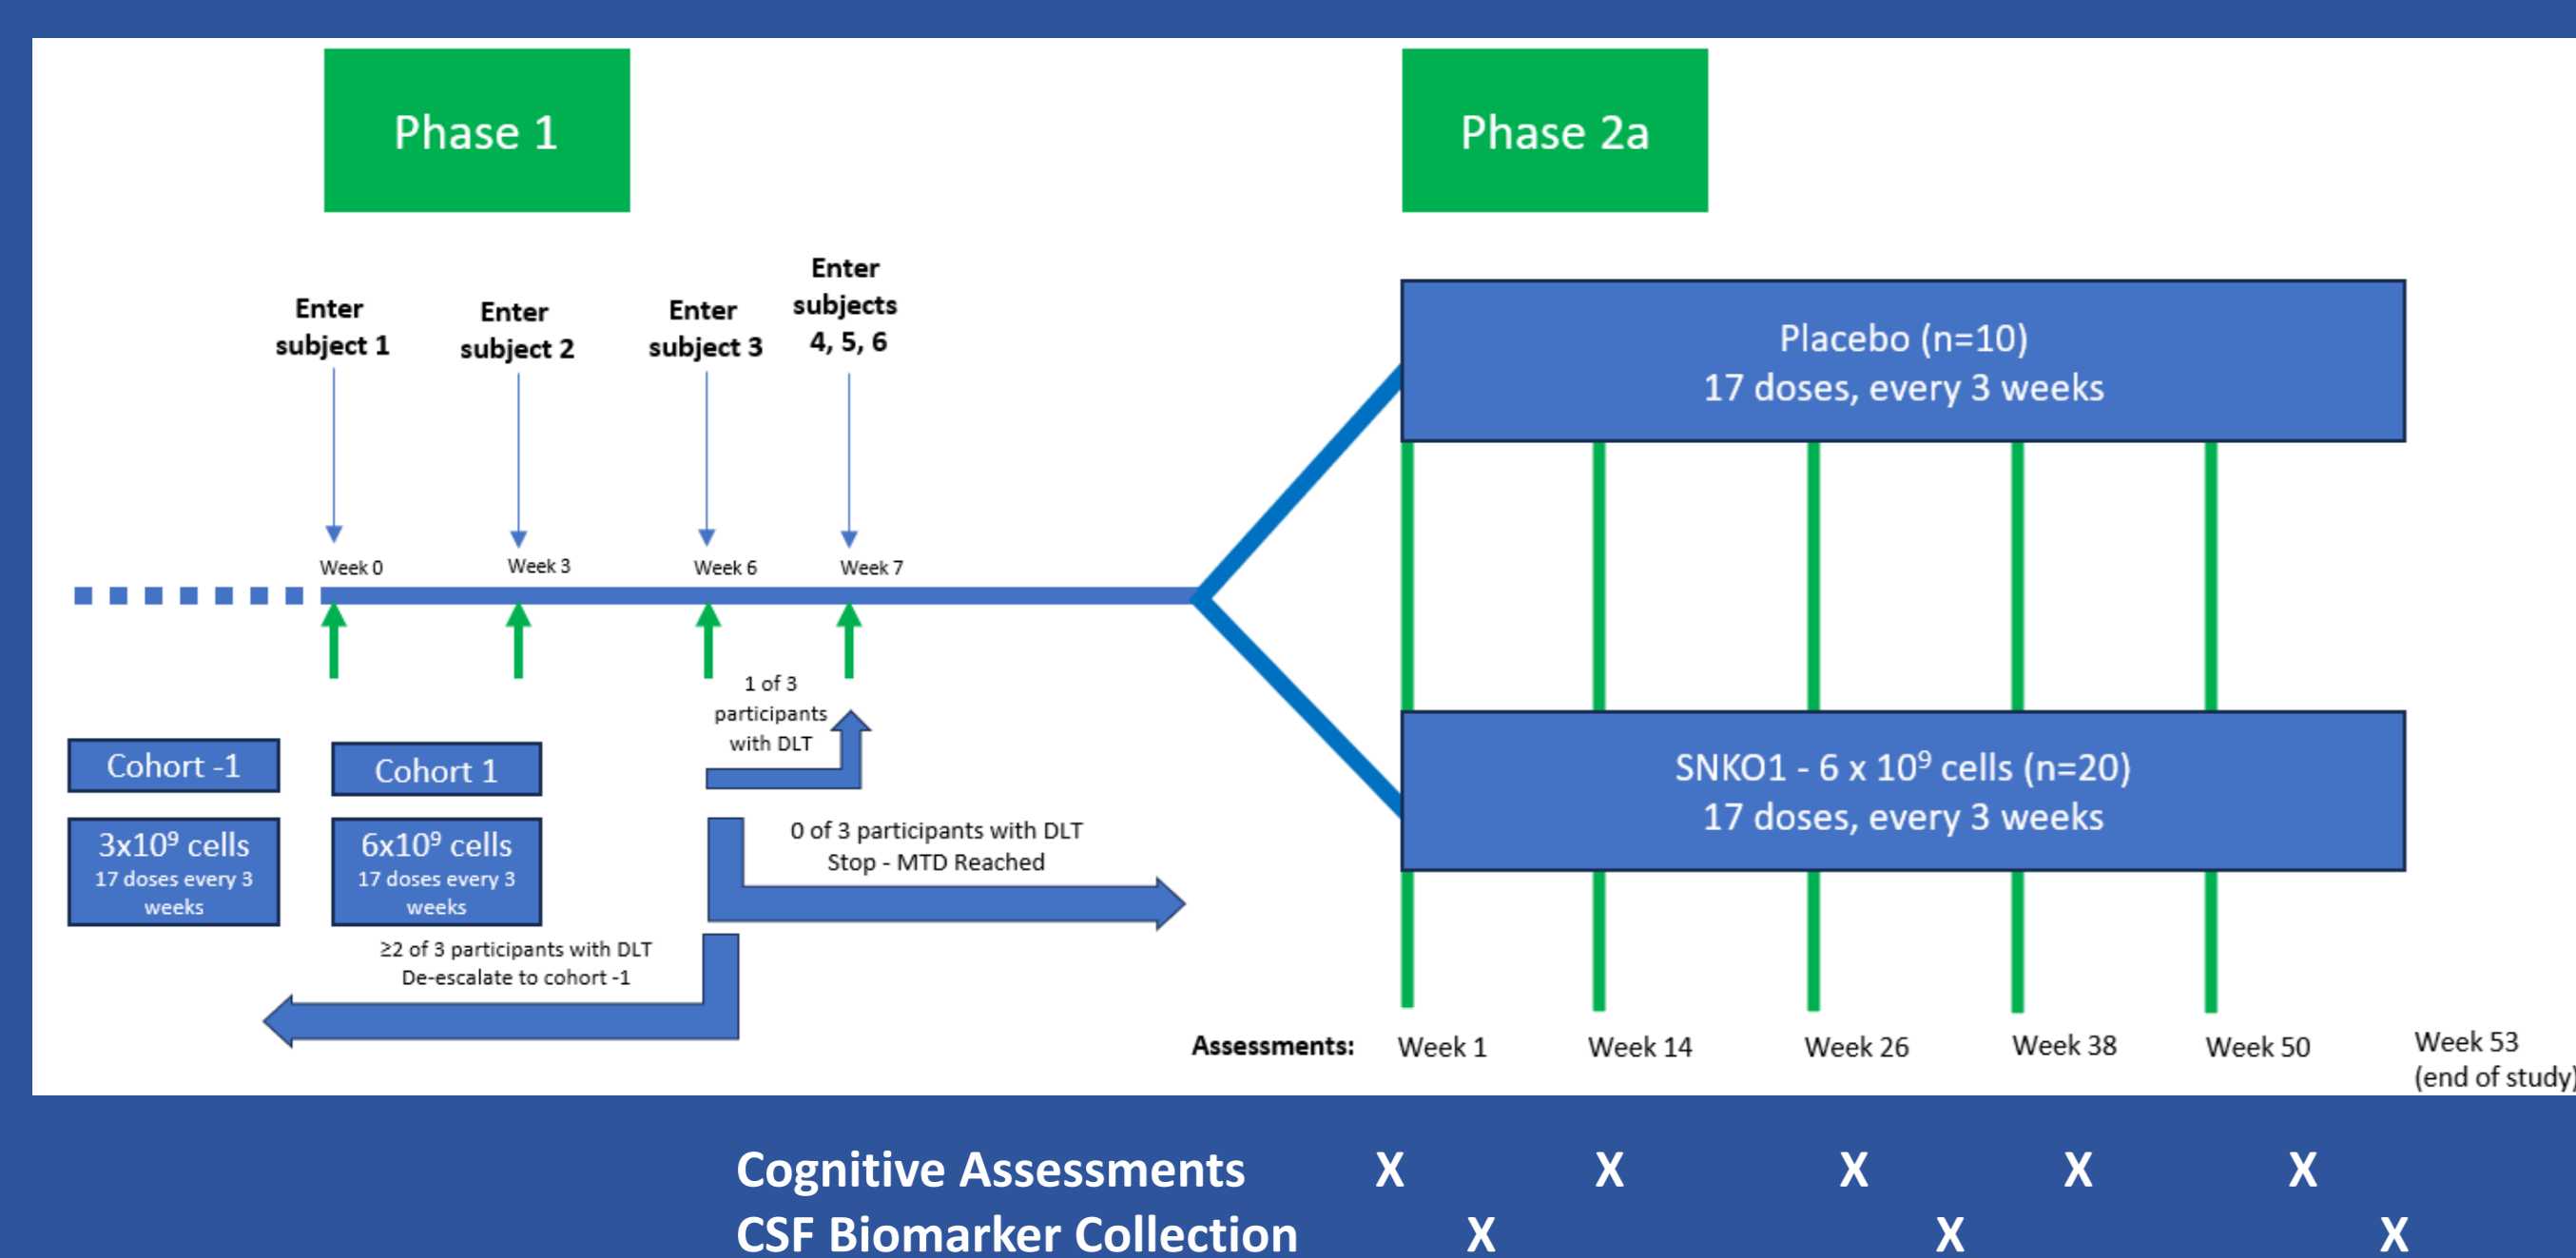 Phase 1
Phase 2a
Enter
subject 1
Enter
subject 2
Enter
subject 3
Enter
subjects
4, 5, 6
Week 0
Week 3
Week 6
Week 7
1 of 3
participants
with DLT
Cohort -1
3x10⁹ cells
17 doses every 3
weeks
Cohort 1
6x10⁹ cells
17 doses every 3
weeks
0 of 3 participants with DLT
Stop - MTD Reached
≥2 of 3 participants with DLT
De-escalate to cohort -1
Placebo (n=10)
17 doses, every 3 weeks
SNKO1 - 6 x 10⁹ cells (n=20)
17 doses, every 3 weeks
Assessments: Week 1 Week 14 Week 26 Week 38 Week 50
Week 53
(end of study)
Cognitive Assessments X X X X X
CSF Biomarker Collection X X X